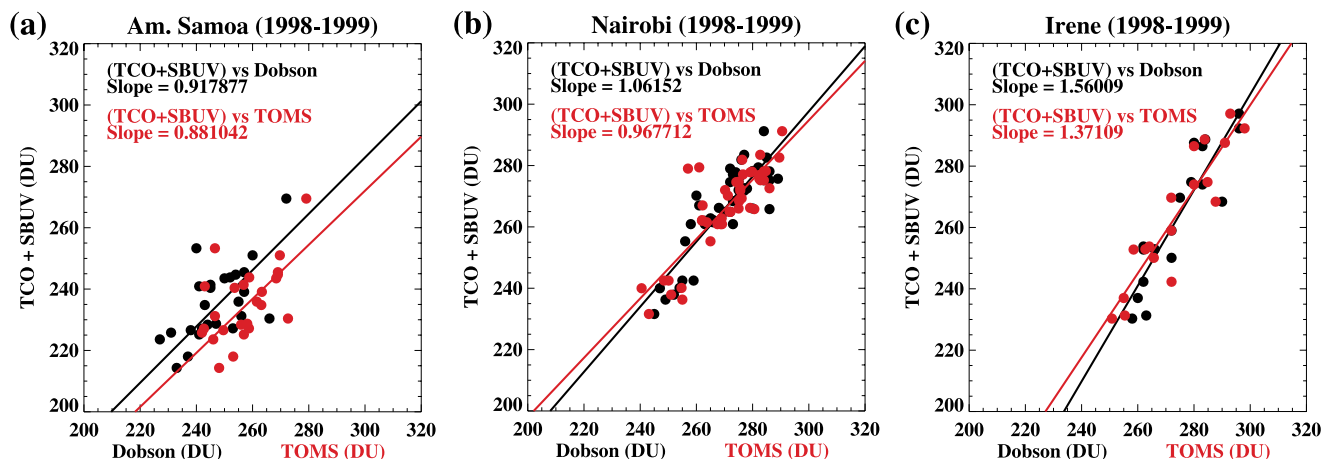 (a) Am. Samoa (1998-1999)
320
300
280
260
240
220
200
TCO + SBUV (DU)
(TCO+SBUV) vs Dobson
Slope = 0.917877
(TCO+SBUV) vs TOMS
Slope = 0.881042
200 220 240 260 280 300 320
Dobson (DU) TOMS (DU)
(b) Nairobi (1998-1999)
320
300
280
260
240
220
200
TCO + SBUV (DU)
(TCO+SBUV) vs Dobson
Slope = 1.06152
(TCO+SBUV) vs TOMS
Slope = 0.967712
200 220 240 260 280 300 320
Dobson (DU) TOMS (DU)
(c) Irene (1998-1999)
320
300
280
260
240
220
200
TCO + SBUV (DU)
(TCO+SBUV) vs Dobson
Slope = 1.56009
(TCO+SBUV) vs TOMS
Slope = 1.37109
200 220 240 260 280 300 320
Dobson (DU) TOMS (DU)